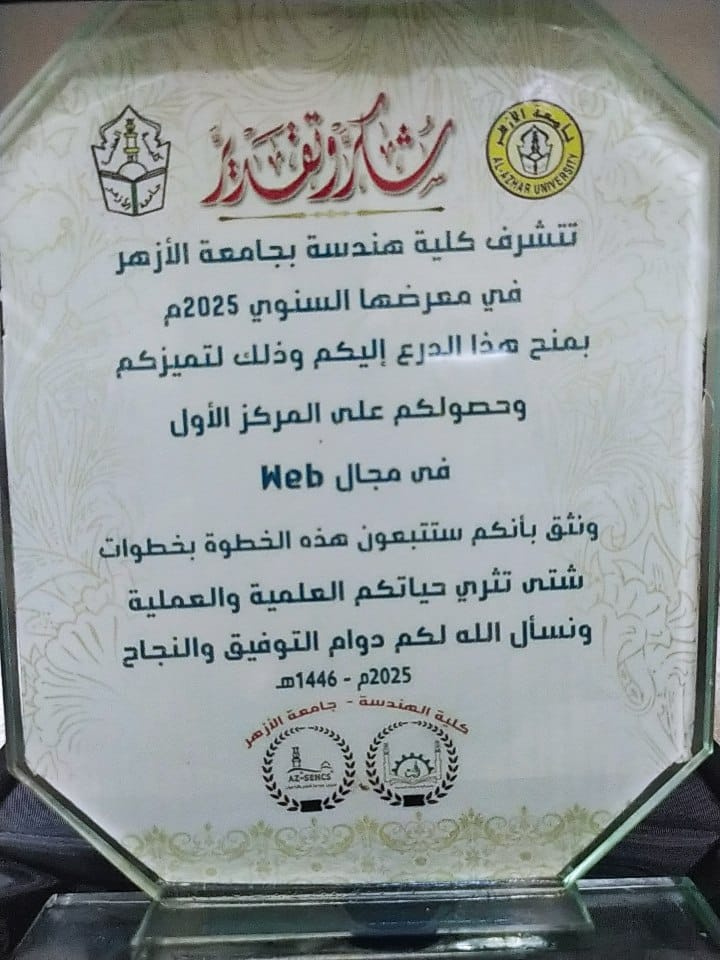 شكر وتقدير
جامعة الأزهر
AL-AZHAR UNIVERSITY
تتشرف كلية هندسة بجامعة الأزهر
في معرضها السنوي 2025م
بمنح هذا الدرع إليكم وذلك لتميزكم
وحصولكم على المركز الأول
فى مجال Web
ونثق بأنكم ستتبعون هذه الخطوة بخطوات
شتى تثري حياتكم العلمية والعملية
ونسأل الله لكم دوام التوفيق والنجاح
2025م - 1446هـ
كلية الهندسة - جامعة الأزهر
AZ-SENCS